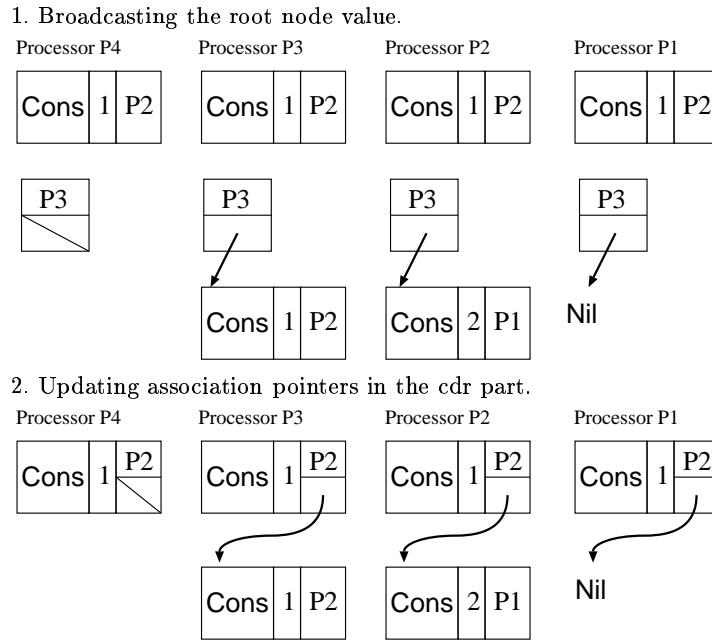 1. Broadcasting the root node value.
Processor P4 Processor P3 Processor P2 Processor P1
Cons 1 P2 Cons 1 P2 Cons 1 P2 Cons 1 P2
P3 P3 P3 P3
Cons 1 P2 Cons 2 P1 Nil
2. Updating association pointers in the cdr part.
Processor P4 Processor P3 Processor P2 Processor P1
Cons 1 P2 Cons 1 P2 Cons 1 P2 Cons 1 P2
Cons 1 P2 Cons 2 P1 Nil